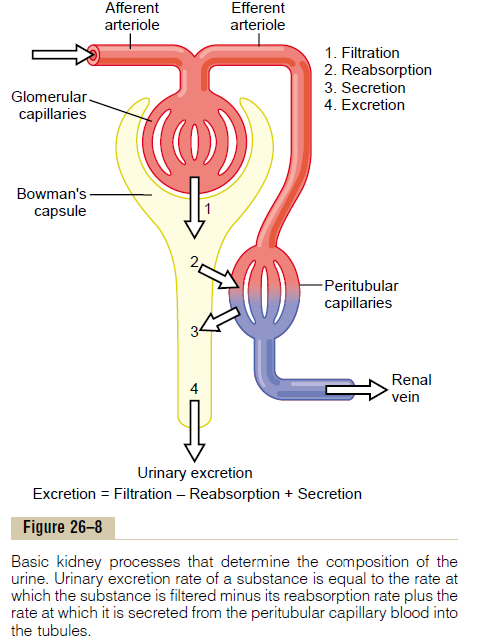 Afferent
arteriole
Efferent
arteriole
1. Filtration
2. Reabsorption
3. Secretion
4. Excretion
Glomerular
capillaries
Bowman's
capsule
1
2
Peritubular
capillaries
3
4
Renal
vein
Urinary excretion
Excretion = Filtration – Reabsorption + Secretion
Figure 26–8
Basic kidney processes that determine the composition of the
urine. Urinary excretion rate of a substance is equal to the rate at
which the substance is filtered minus its reabsorption rate plus the
rate at which it is secreted from the peritubular capillary blood into
the tubules.